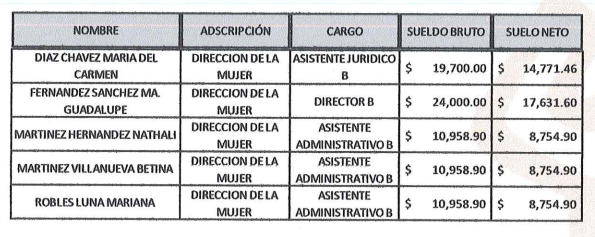 NOMBRE ADSCRIPCIÓN CARGO SUELDO BRUTO SUELO NETO
DIAZ CHAVEZ MARIA DEL CARMEN DIRECCION DE LA MUJER ASISTENTE JURIDICO B $ 19,700.00 $ 14,771.46
FERNANDEZ SANCHEZ MA. GUADALUPE DIRECCION DE LA MUJER DIRECTOR B $ 24,000.00 $ 17,631.60
MARTINEZ HERNANDEZ NATHALI DIRECCION DE LA MUJER ASISTENTE ADMINISTRATIVO B $ 10,958.90 $ 8,754.90
MARTINEZ VILLANUEVA BETINA DIRECCION DE LA MUJER ASISTENTE ADMINISTRATIVO B $ 10,958.90 $ 8,754.90
ROBLES LUNA MARIANA DIRECCION DE LA MUJER ASISTENTE ADMINISTRATIVO B $ 10,958.90 $ 8,754.90